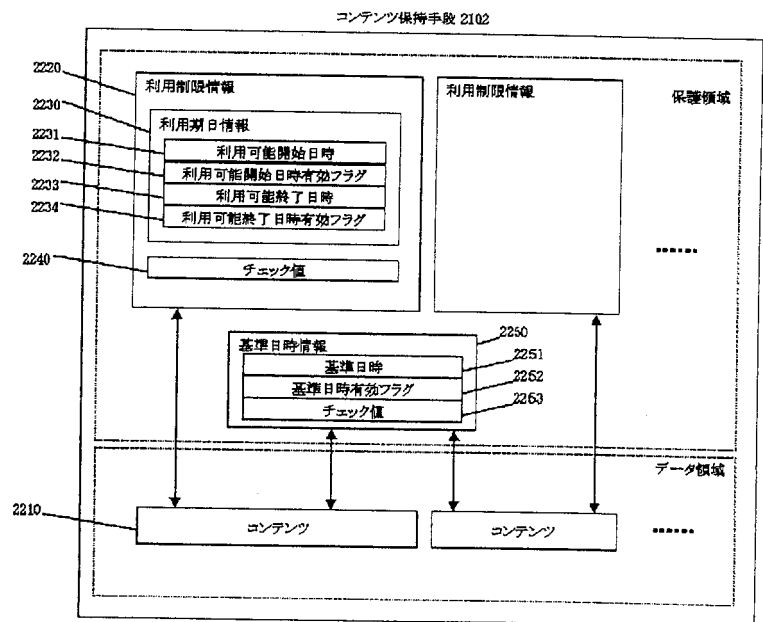 コンテンツ保持手段 2102
2220
利用制限情報
利用制限情報
保護領域
2230
利用期日情報
2231
利用可能開始日時
2232
利用可能開始日時有効フラグ
2233
利用可能終了日時
2234
利用可能終了日時有効フラグ
2240
チェック値
······
2250
基準日時情報
2251
基準日時
2252
基準日時有効フラグ
2253
チェック値
データ領域
2210
コンテンツ
コンテンツ
······